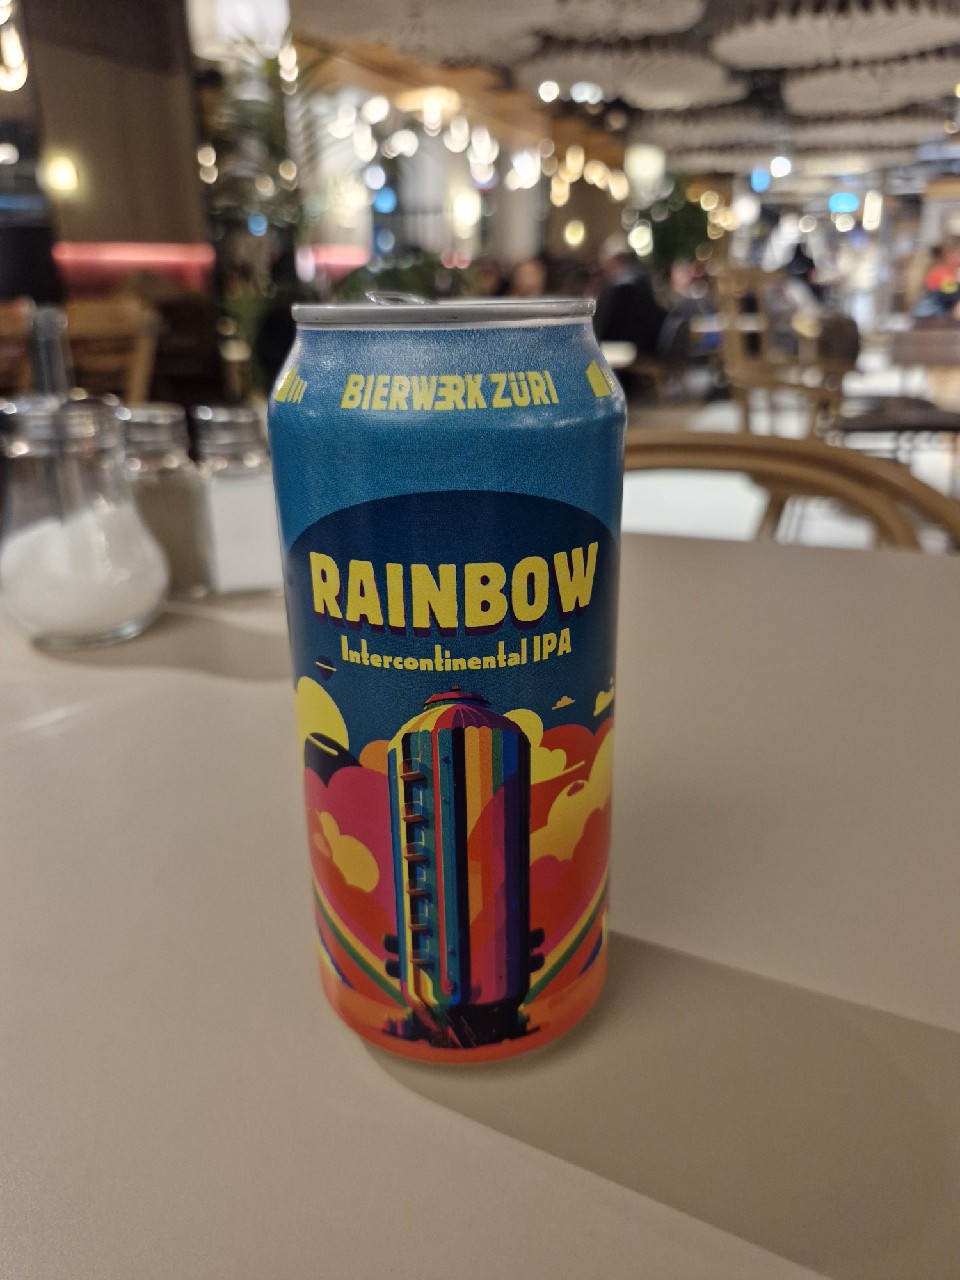 BIERWERK ZÜRI
RAINBOW
Intercontinental IPA